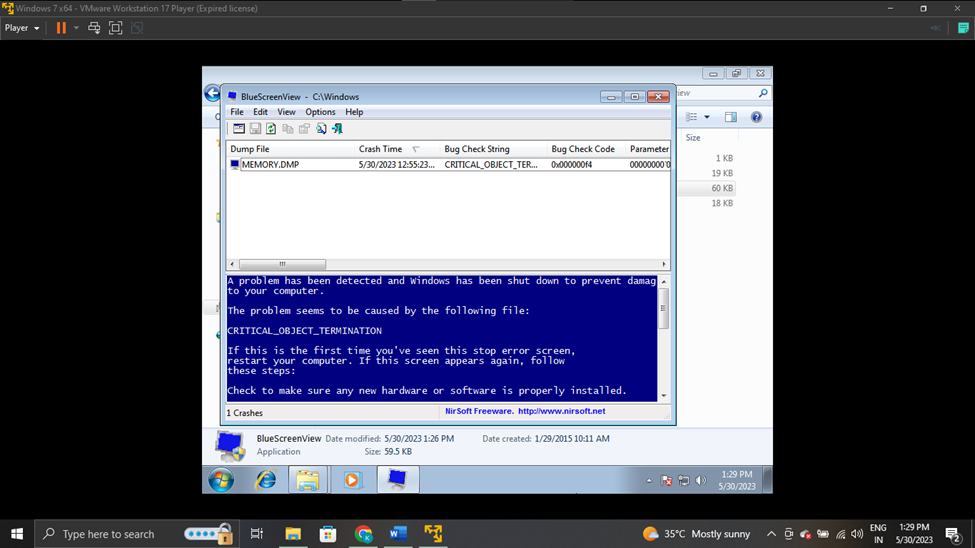 Windows 7 x64 - VMware Workstation 17 Player (Expired license)
Player
BlueScreenView - C:\Windows
File Edit View Options Help
Size
Dump File Crash Time Bug Check String Bug Check Code Parameter
MEMORY.DMP 5/30/2023 12:55:23... CRITICAL_OBJECT_TER... 0x000000f4 00000000`0
1 KB
19 KB
60 KB
18 KB
A problem has been detected and Windows has been shut down to prevent damag
to your computer.
The problem seems to be caused by the following file:
CRITICAL_OBJECT_TERMINATION
If this is the first time you've seen this stop error screen,
restart your computer. If this screen appears again, follow
these steps:
Check to make sure any new hardware or software is properly installed.
1 Crashes
NirSoft Freeware. http://www.nirsoft.net
BlueScreenView Date modified: 5/30/2023 1:26 PM Date created: 1/29/2015 10:11 AM
Application Size: 59.5 KB
1:29 PM
5/30/2023
Type here to search
35°C Mostly sunny
ENG
IN
1:29 PM
5/30/2023
2